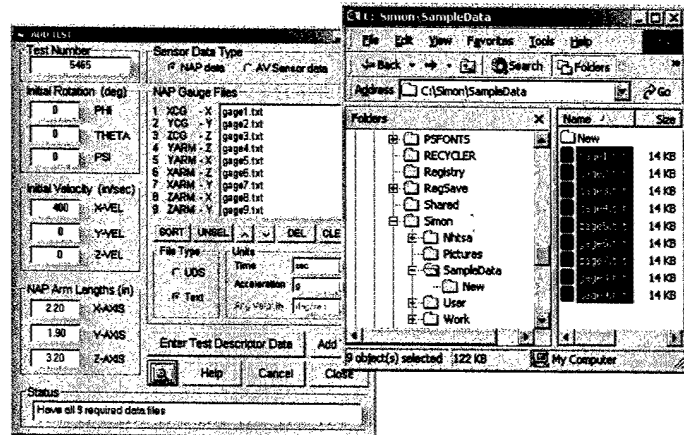 ADD TEST
Test Number
5465
Sensor Data Type
NAP data
AV Sensor data
Initial Rotation (deg)
0 PHI
0 THETA
0 PSI
NAP Gauge Files
1 XCG - X gage1.txt
2 YCG - Y gage2.txt
3 ZCG - Z gage3.txt
4 YARM - X gage4.txt
5 YARM - Z gage5.txt
6 XARM - Z gage6.txt
7 XARM - Y gage7.txt
8 ZARM - X gage8.txt
9 ZARM - Y gage9.txt
Initial Velocity (in/sec)
400 X-VEL
0 Y-VEL
0 Z-VEL
SORT UNSEL DEL CLE
File Type
UDS
Text
Units
Time sec
Acceleration g
NAP Arm Lengths (in)
2.20 X-AXIS
1.90 Y-AXIS
3.20 Z-AXIS
Enter Test Descriptor Data Add
Help Cancel Close
Status
Have all 9 required data files
C:\Simon\SampleData
File Edit View Favorites Tools Help
Back Search Folders
Address C:\Simon\SampleData Go
Folders X
PSFONTS
RECYCLER
Registry
RegSave
Shared
Simon
Nhtsa
Pictures
SampleData
New
User
Work
Name Size
New
14 KB
14 KB
14 KB
14 KB
14 KB
14 KB
14 KB
14 KB
14 KB
9 object(s) selected 122 KB My Computer